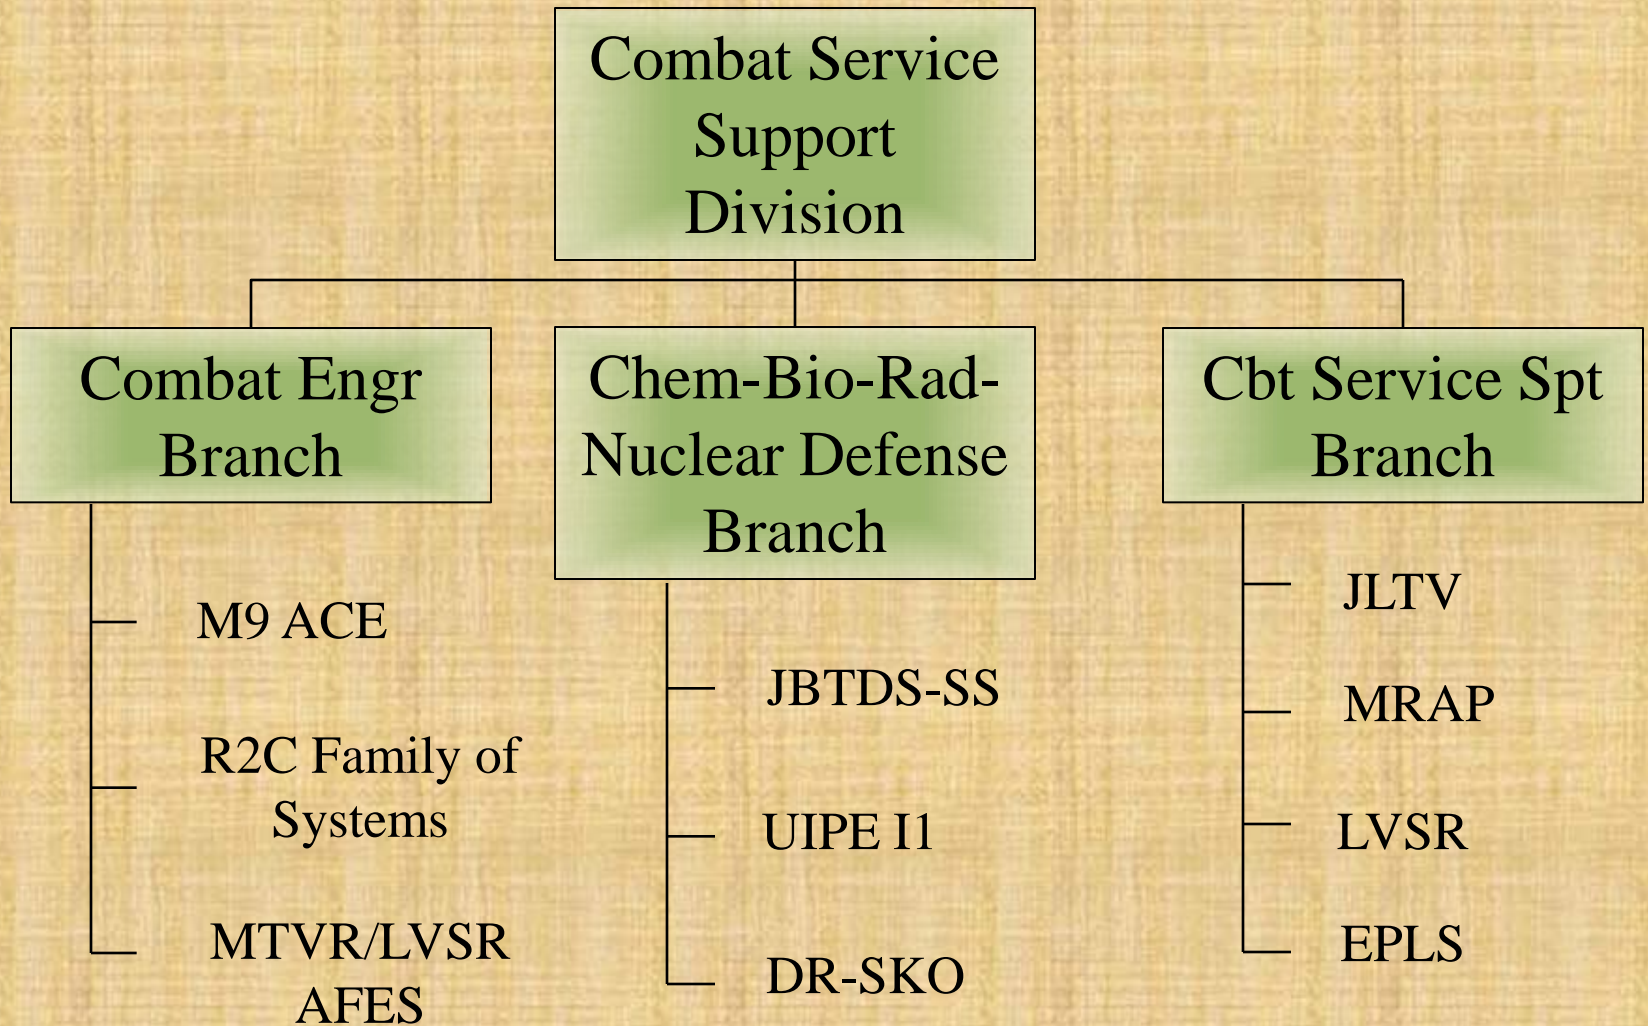 Combat Service
Support
Division
Combat Engr
Branch
M9 ACE
R2C Family of
Systems
MTVR/LVSR
AFES
Chem-Bio-Rad-
Nuclear Defense
Branch
JBTDS-SS
UIPE I1
DR-SKO
Cbt Service Spt
Branch
JLTV
MRAP
LVSR
EPLS